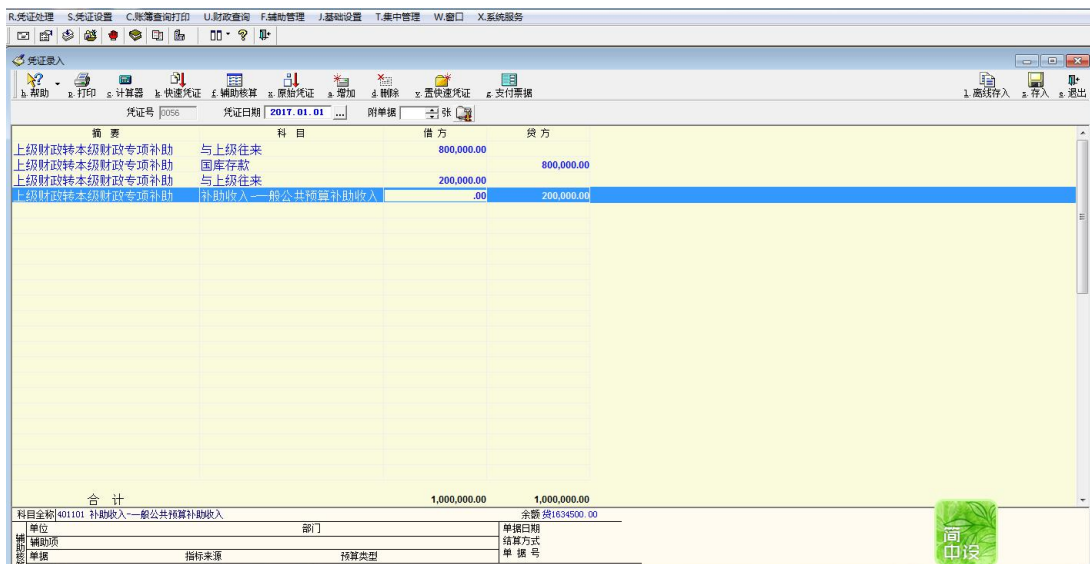 R.凭证处理 S.凭证设置 C.账簿查询打印 U.财政查询 F.辅助管理 J.基础设置 T.集中管理 W.窗口 X.系统服务
凭证录入
h.帮助 p.打印 c.计算器 k.快速凭证 f.辅助核算 x.原始凭证 a.增加 d.删除 v.置快速凭证 g.支付票据 l.离线存入 s.存入 q.退出
凭证号 0056 凭证日期 2017.01.01 ... 附单据 张
摘 要 科 目 借 方 贷 方
上级财政转本级财政专项补助 与上级往来 800,000.00
上级财政转本级财政专项补助 国库存款 800,000.00
上级财政转本级财政专项补助 与上级往来 200,000.00
上级财政转本级财政专项补助 补助收入-一般公共预算补助收入 .00 200,000.00
合 计 1,000,000.00 1,000,000.00
科目全称 401101 补助收入-一般公共预算补助收入 余额 贷1634500.00
单位 部门 单据日期
辅助项 结算方式
单据 指标来源 预算类型 单 据 号
辅助核
简
中设